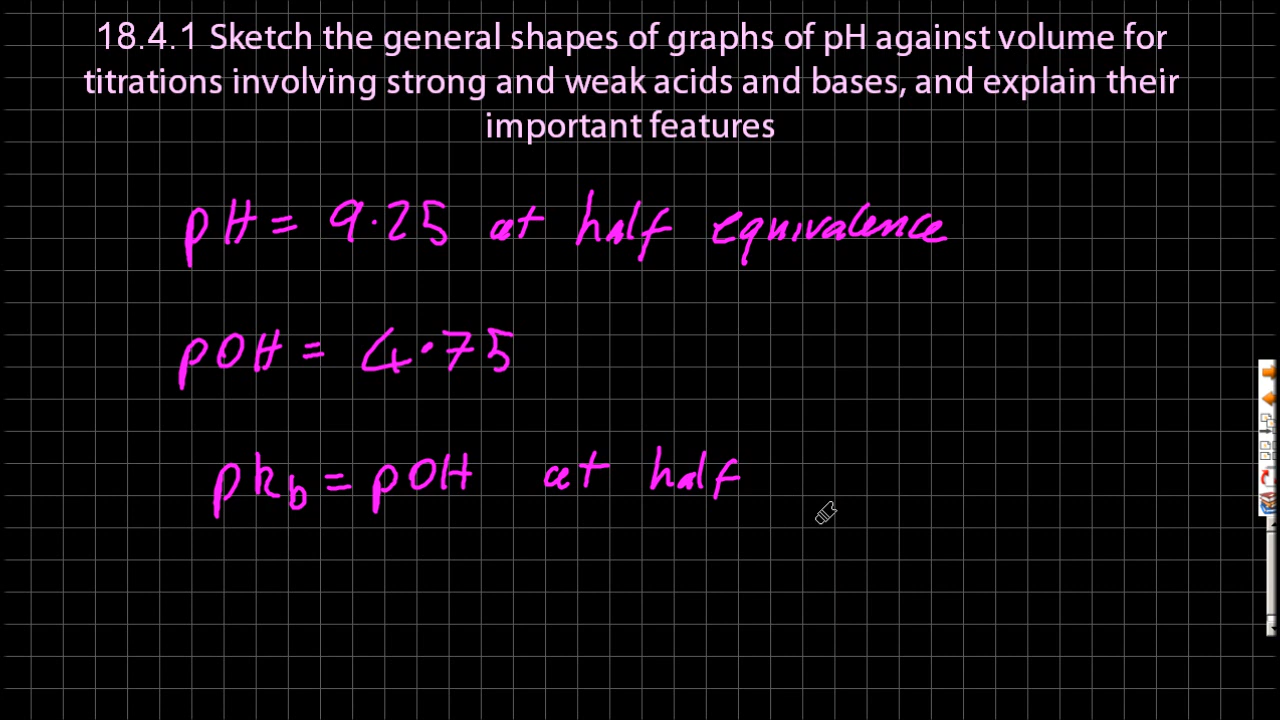 18.4.1 Sketch the general shapes of graphs of pH against volume for
titrations involving strong and weak acids and bases, and explain their
important features
pH = 9.25 at half equivalence
pOH = 4.75
pkb = pOH at half